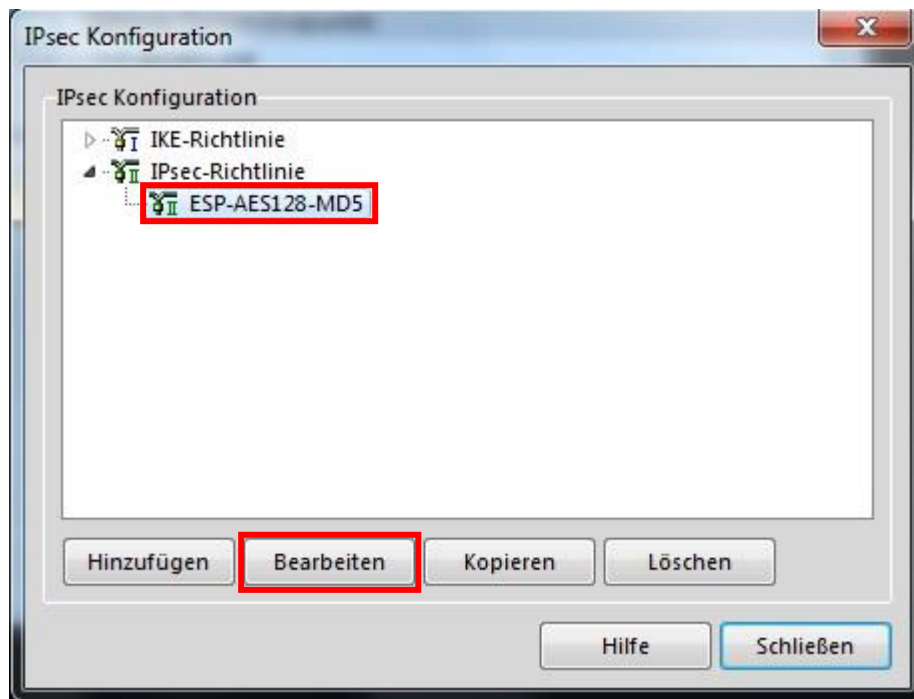 IPsec Konfiguration
IPsec Konfiguration
IKE-Richtlinie
IPsec-Richtlinie
ESP-AES128-MD5
Hinzufügen Bearbeiten Kopieren Löschen
Hilfe Schließen